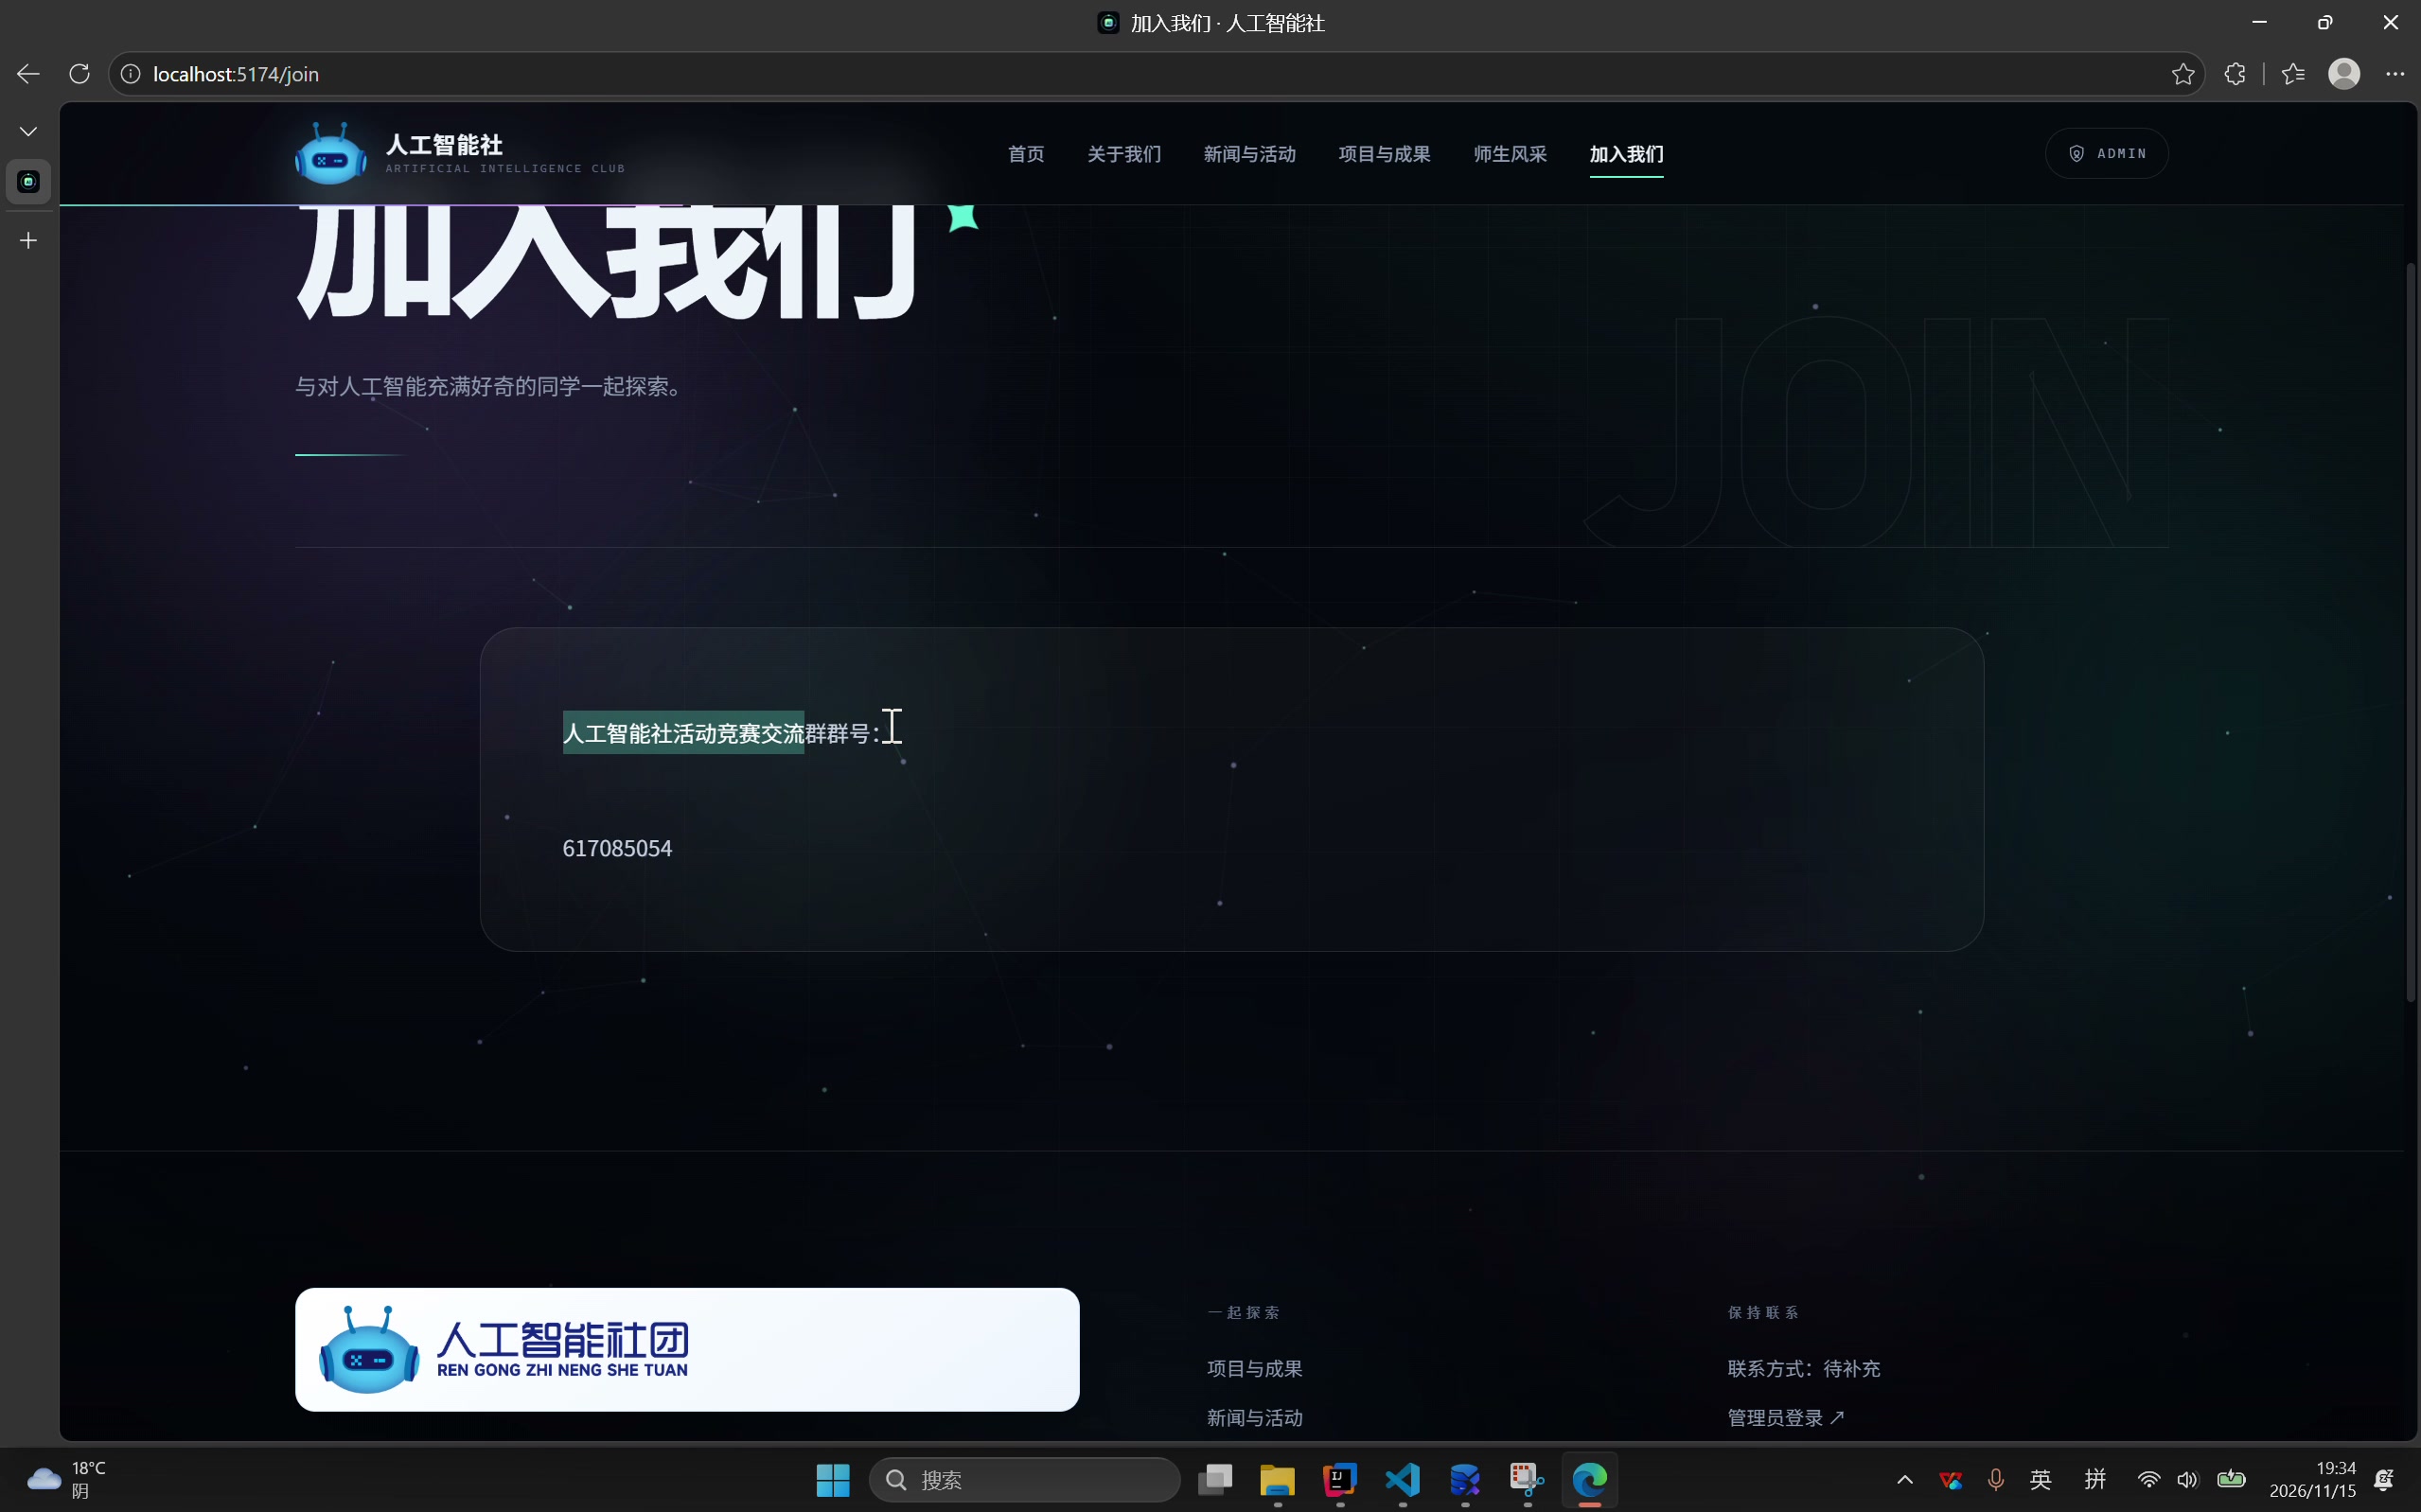 加入我们 · 人工智能社
localhost:5174/join
人工智能社
ARTIFICIAL INTELLIGENCE CLUB
首页
关于我们
新闻与活动
项目与成果
师生风采
加入我们
ADMIN
加入我们
与对人工智能充满好奇的同学一起探索。
JOIN
人工智能社活动竞赛交流群群号：
617085054
人工智能社团
REN GONG ZHI NENG SHE TUAN
一起探索
项目与成果
新闻与活动
保持联系
联系方式：待补充
管理员登录 ↗
18°C
阴
搜索
英
拼
19:34
2026/11/15